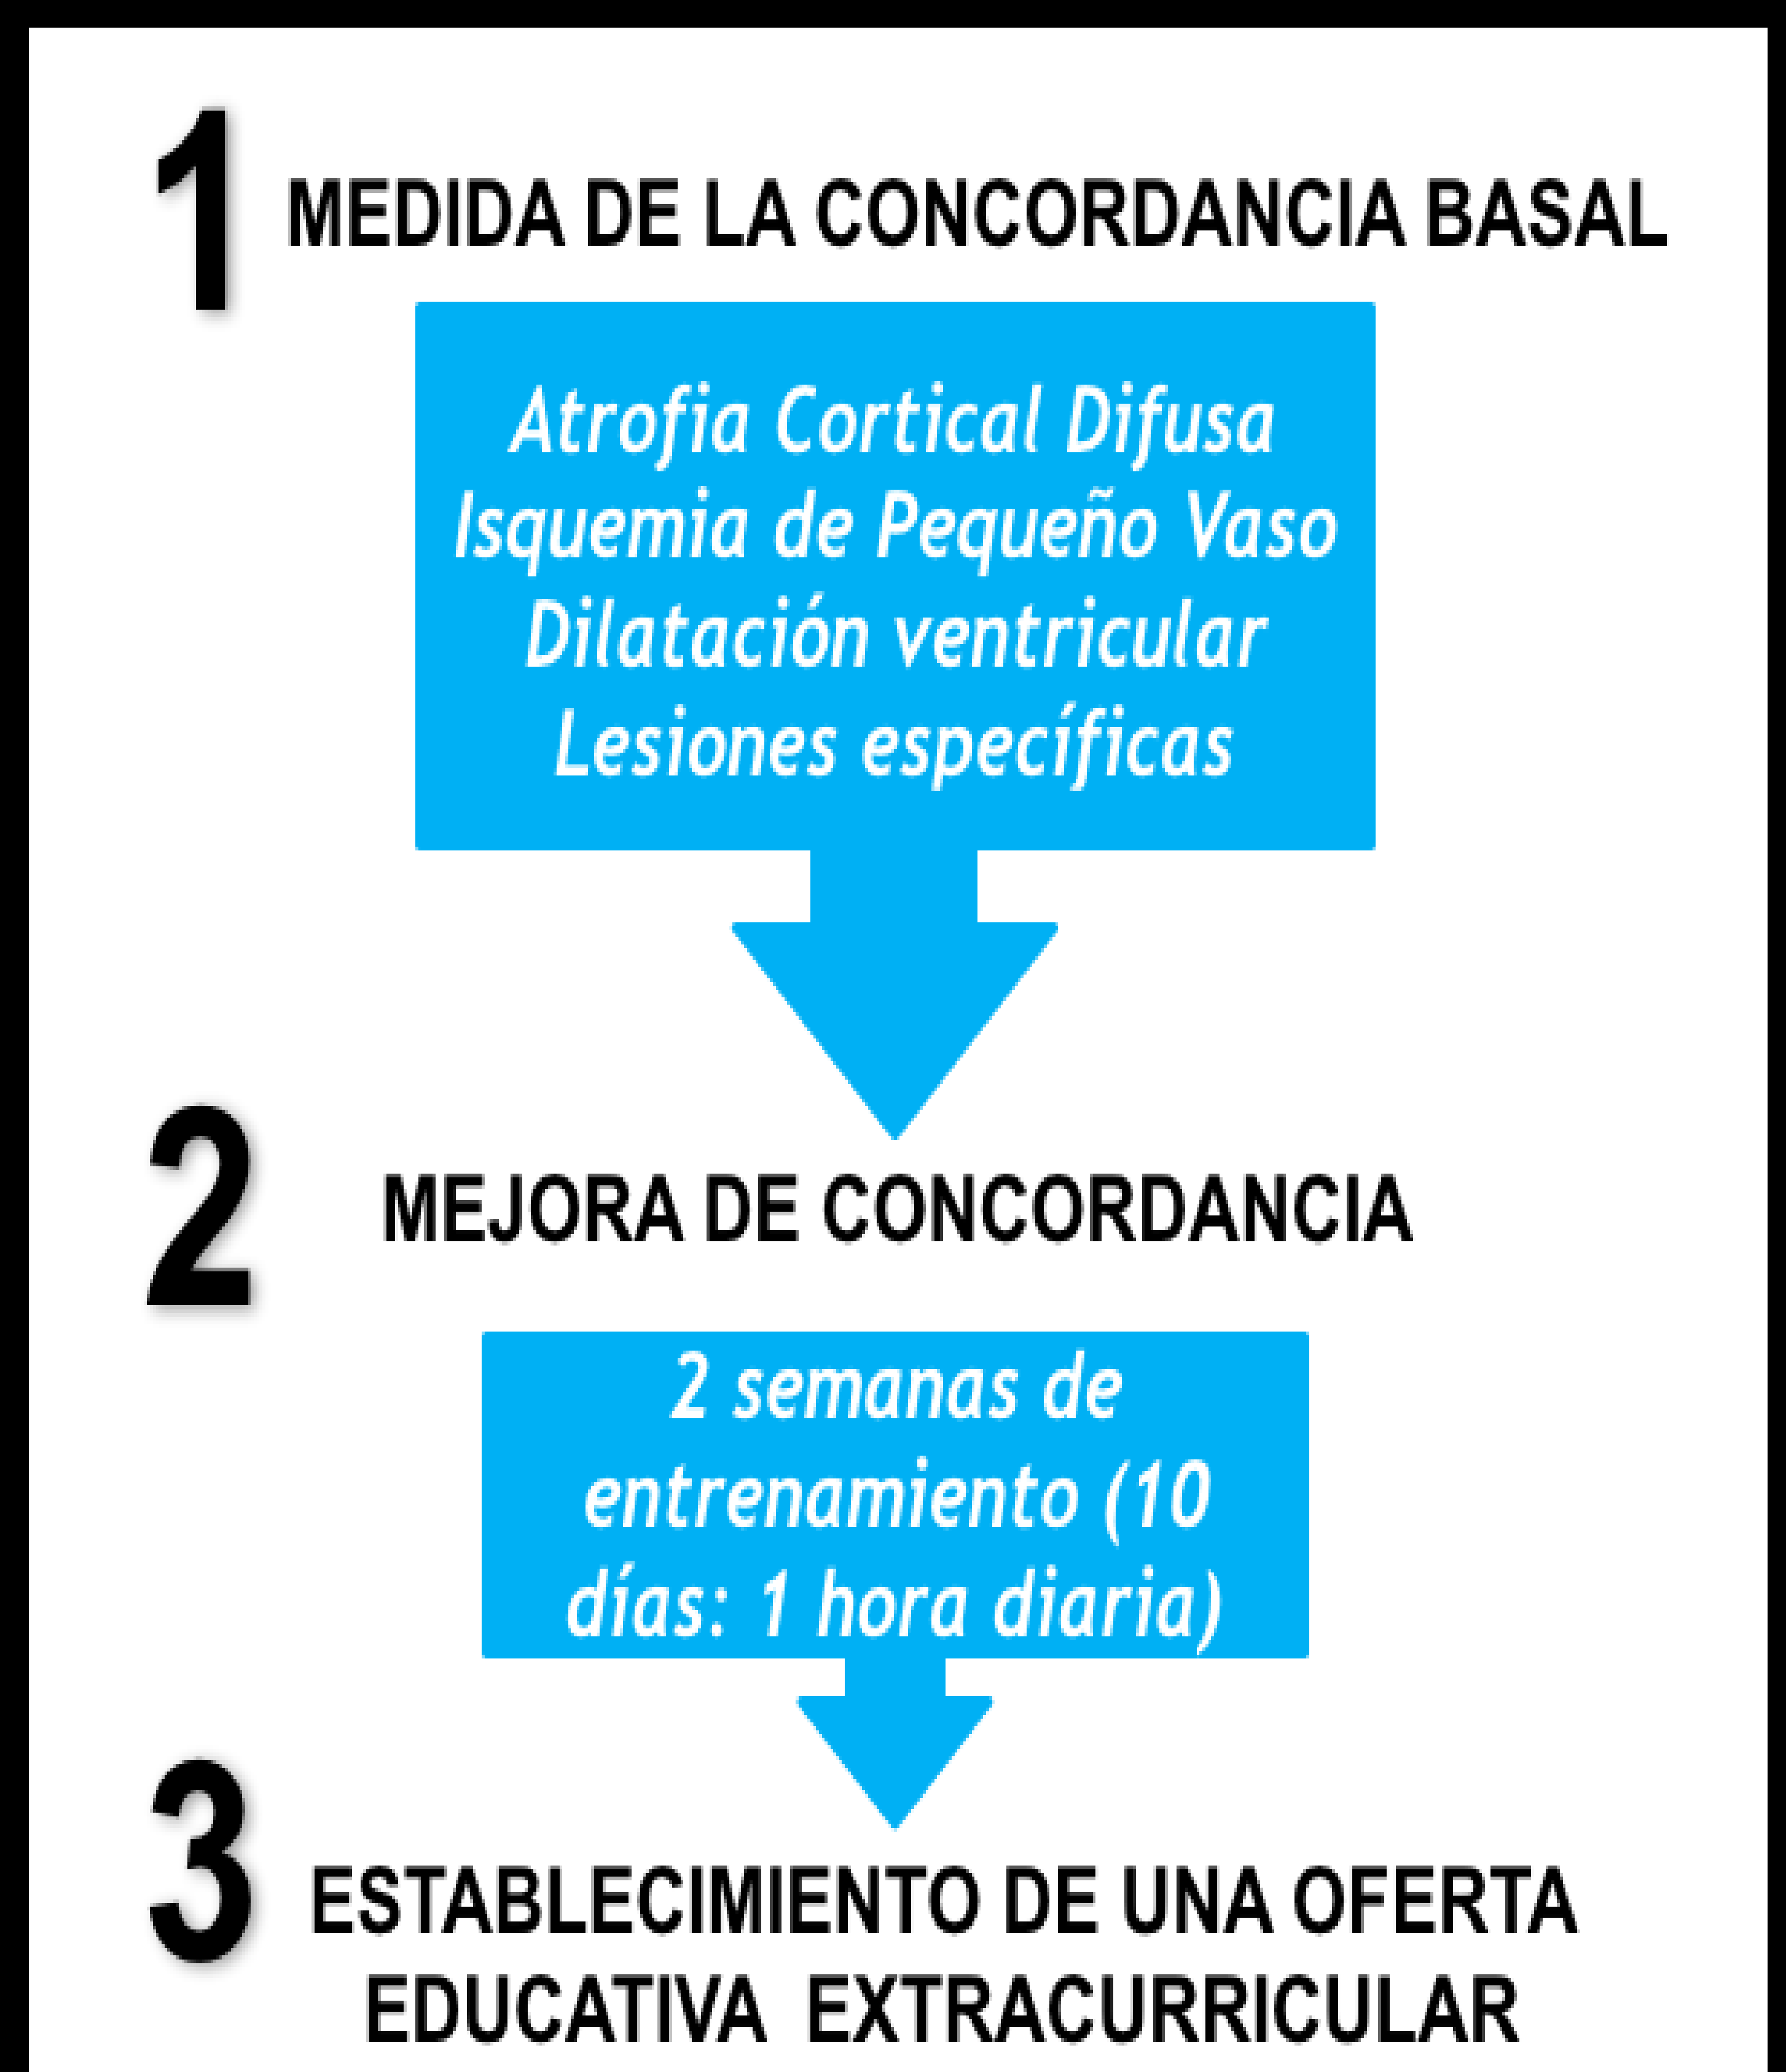 1 MEDIDA DE LA CONCORDANCIA BASAL
Atrofia Cortical Difusa
Isquemia de Pequeño Vaso
Dilatación ventricular
Lesiones específicas
2 MEJORA DE CONCORDANCIA
2 semanas de
entrenamiento (10
días: 1 hora diaria)
3 ESTABLECIMIENTO DE UNA OFERTA
EDUCATIVA EXTRACURRICULAR